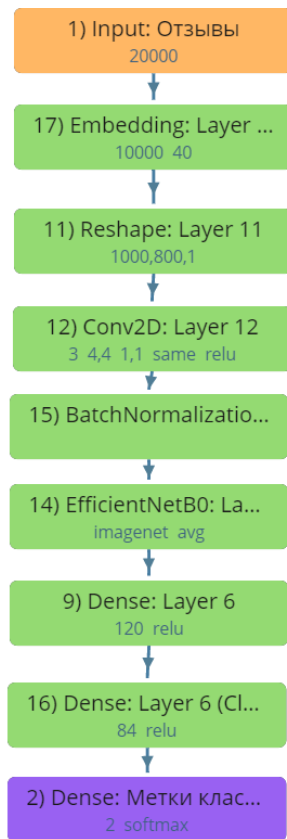 1) Input: Отзывы
20000
17) Embedding: Layer ...
10000 40
11) Reshape: Layer 11
1000,800,1
12) Conv2D: Layer 12
3 4,4 1,1 same relu
15) BatchNormalizatio...
14) EfficientNetB0: La...
imagenet avg
9) Dense: Layer 6
120 relu
16) Dense: Layer 6 (Cl...
84 relu
2) Dense: Метки клас...
2 softmax